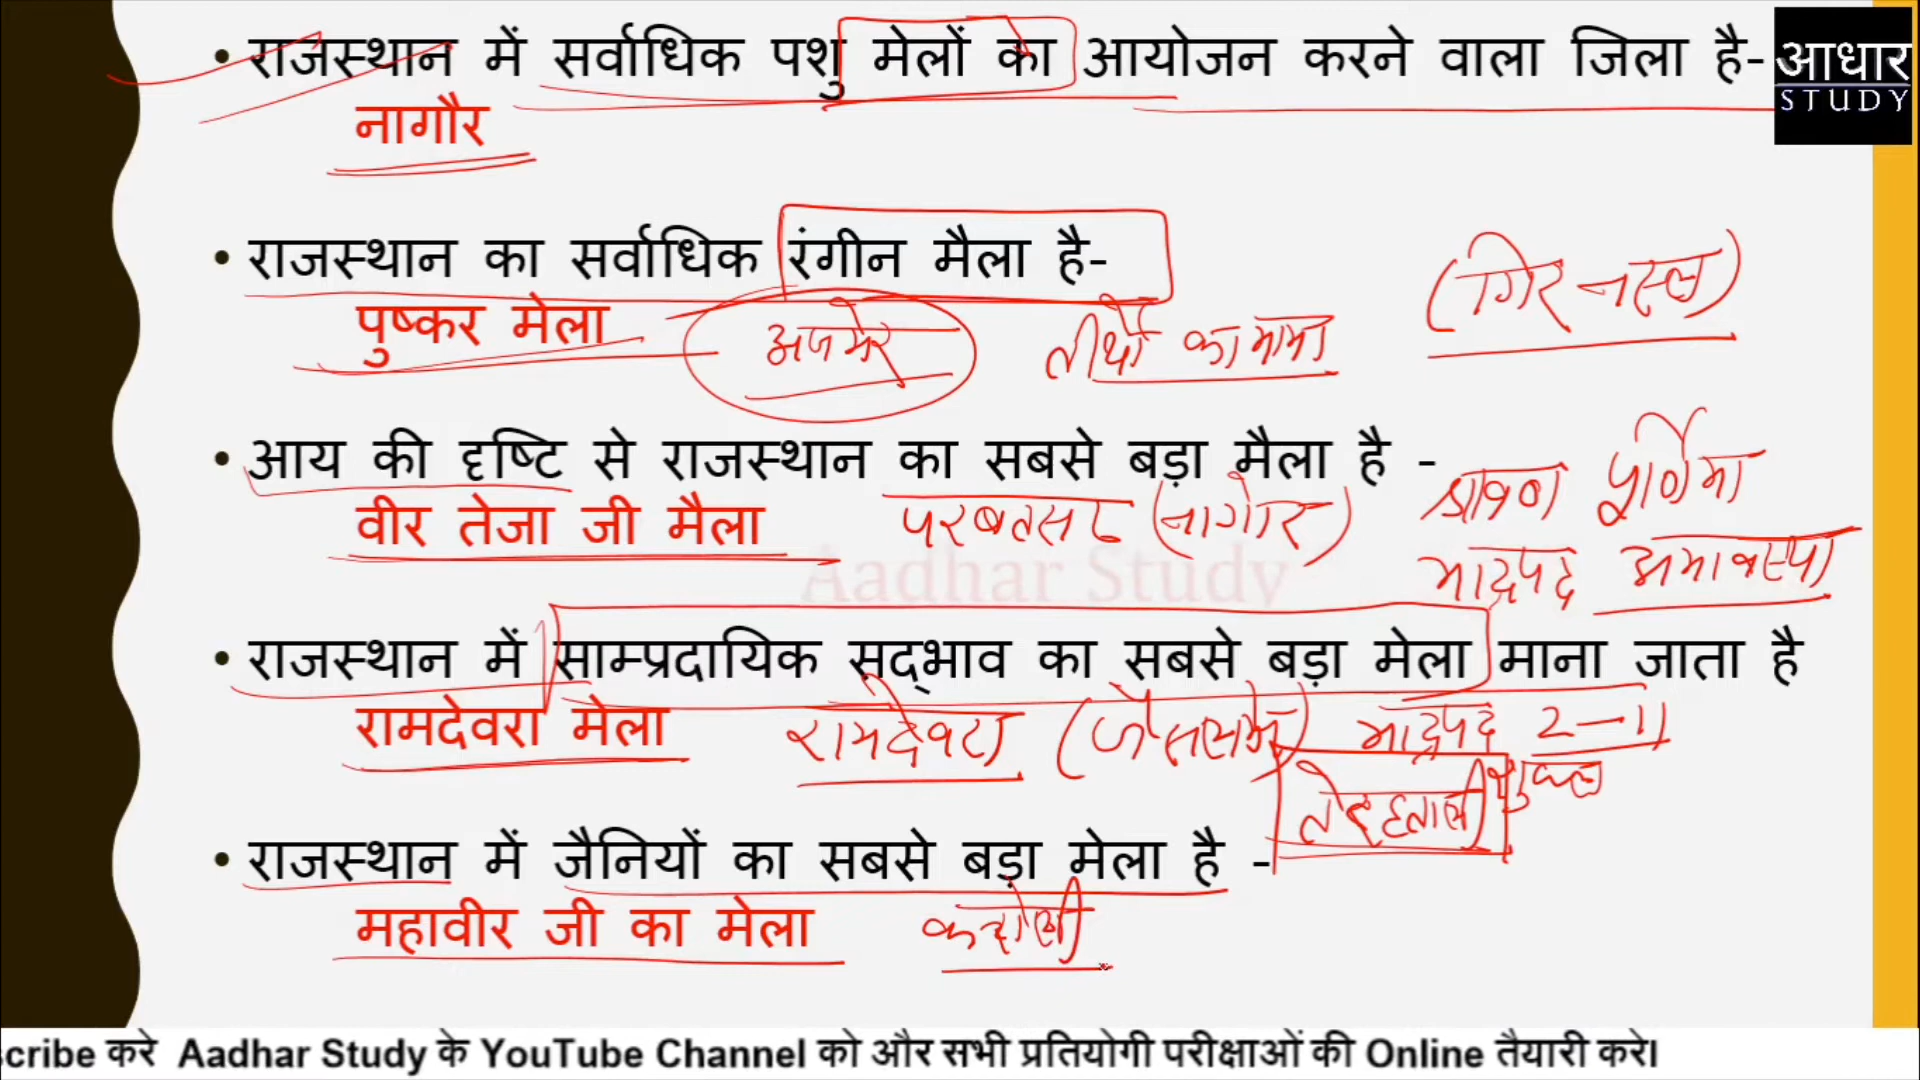 • राजस्थान में सर्वाधिक पशु मेलों का आयोजन करने वाला जिला है-
आधार
STUDY
नागौर
• राजस्थान का सर्वाधिक रंगीन मैला है-
(गिर नस्ल)
पुष्कर मेला अजमेर तीर्थो का मामा
• आय की दृष्टि से राजस्थान का सबसे बड़ा मैला है -
श्रावण पूर्णिमा
वीर तेजा जी मैला परबतसर (नागौर)
भाद्रपद अमावस्या
Aadhar Study
• राजस्थान में साम्प्रदायिक सद्भाव का सबसे बड़ा मेला माना जाता है
रामदेवरा मेला रामदेवरा (जैसलमेर) भाद्रपद 2-11
शुक्ल
तेरहताली
• राजस्थान में जैनियों का सबसे बड़ा मेला है -
महावीर जी का मेला करौली
scribe करे Aadhar Study के YouTube Channel को और सभी प्रतियोगी परीक्षाओं की Online तैयारी करे।